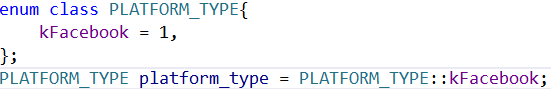 enum class PLATFORM_TYPE{
    kFacebook = 1,
};
PLATFORM_TYPE platform_type = PLATFORM_TYPE::kFacebook;